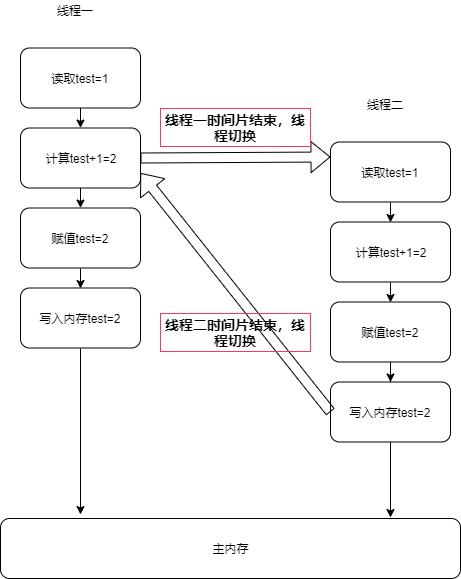 线程一
读取test=1
计算test+1=2
赋值test=2
写入内存test=2
线程一时间片结束，线
程切换
线程二
读取test=1
计算test+1=2
赋值test=2
写入内存test=2
线程二时间片结束，线
程切换
主内存